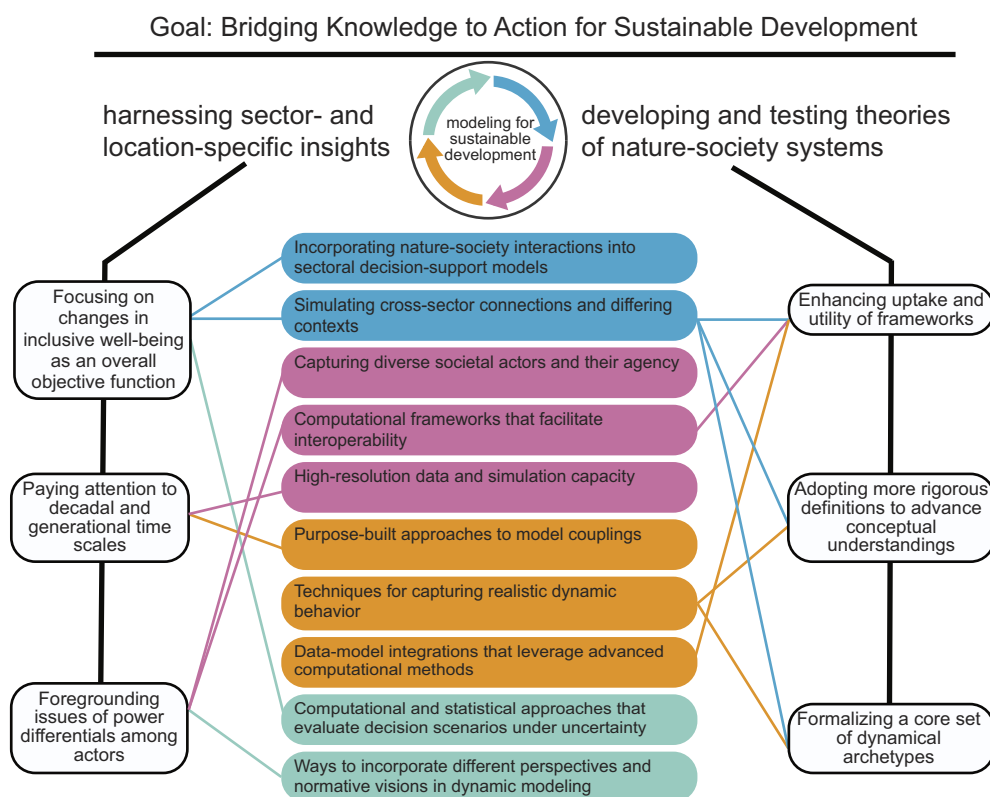 Goal: Bridging Knowledge to Action for Sustainable Development
harnessing sector- and
location-specific insights
modeling for
sustainable
development
developing and testing theories
of nature-society systems
Focusing on
changes in
inclusive well-being
as an overall
objective function
Paying attention to
decadal and
generational time
scales
Foregrounding
issues of power
differentials among
actors
Incorporating nature-society interactions into
sectoral decision-support models
Simulating cross-sector connections and differing
contexts
Capturing diverse societal actors and their agency
Computational frameworks that facilitate
interoperability
High-resolution data and simulation capacity
Purpose-built approaches to model couplings
Techniques for capturing realistic dynamic
behavior
Data-model integrations that leverage advanced
computational methods
Computational and statistical approaches that
evaluate decision scenarios under uncertainty
Ways to incorporate different perspectives and
normative visions in dynamic modeling
Enhancing uptake and
utility of frameworks
Adopting more rigorous
definitions to advance
conceptual
understandings
Formalizing a core set
of dynamical
archetypes